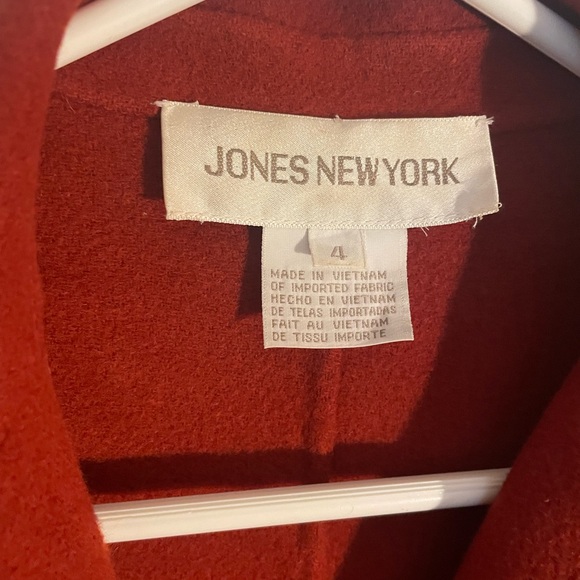 JONES NEW YORK
4
MADE IN VIETNAM
OF IMPORTED FABRIC
HECHO EN VIETNAM
DE TELAS IMPORTADAS
FAIT AU VIETNAM
DE TISSU IMPORTE